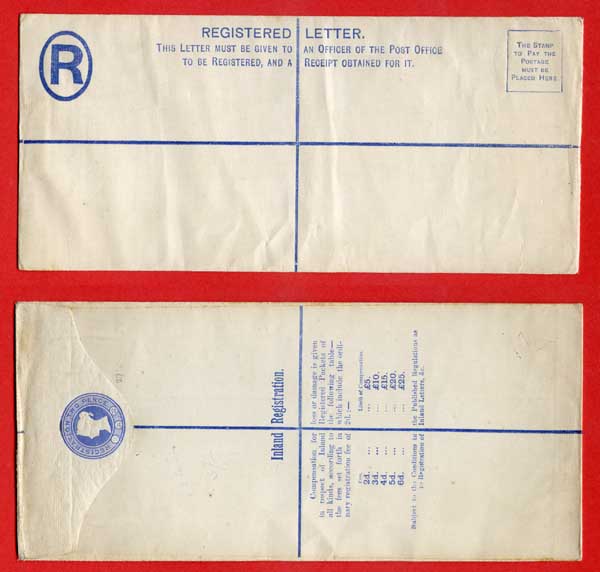 R
REGISTERED LETTER.
THIS LETTER MUST BE GIVEN TO AN OFFICER OF THE POST OFFICE
TO BE REGISTERED, AND A RECEIPT OBTAINED FOR IT.
THE STAMP
TO PAY THE
POSTAGE
MUST BE
PLACED HERE
REGISTRATION TWO PENCE
Inland Registration.
Compensation for loss or damage is given
in respect of Inland Registered Packets of
all kinds, according to the following table—
the fees set forth in which include the ordi-
nary registration fee of 2d. :—
Fee. Limit of Compensation.
2d. ... ... £5.
3d. ... ... £10.
4d. ... ... £15.
5d. ... ... £20.
6d. ... ... £25.
Subject to the Conditions in the Published Regulations as
to Registration of Inland Letters, &c.